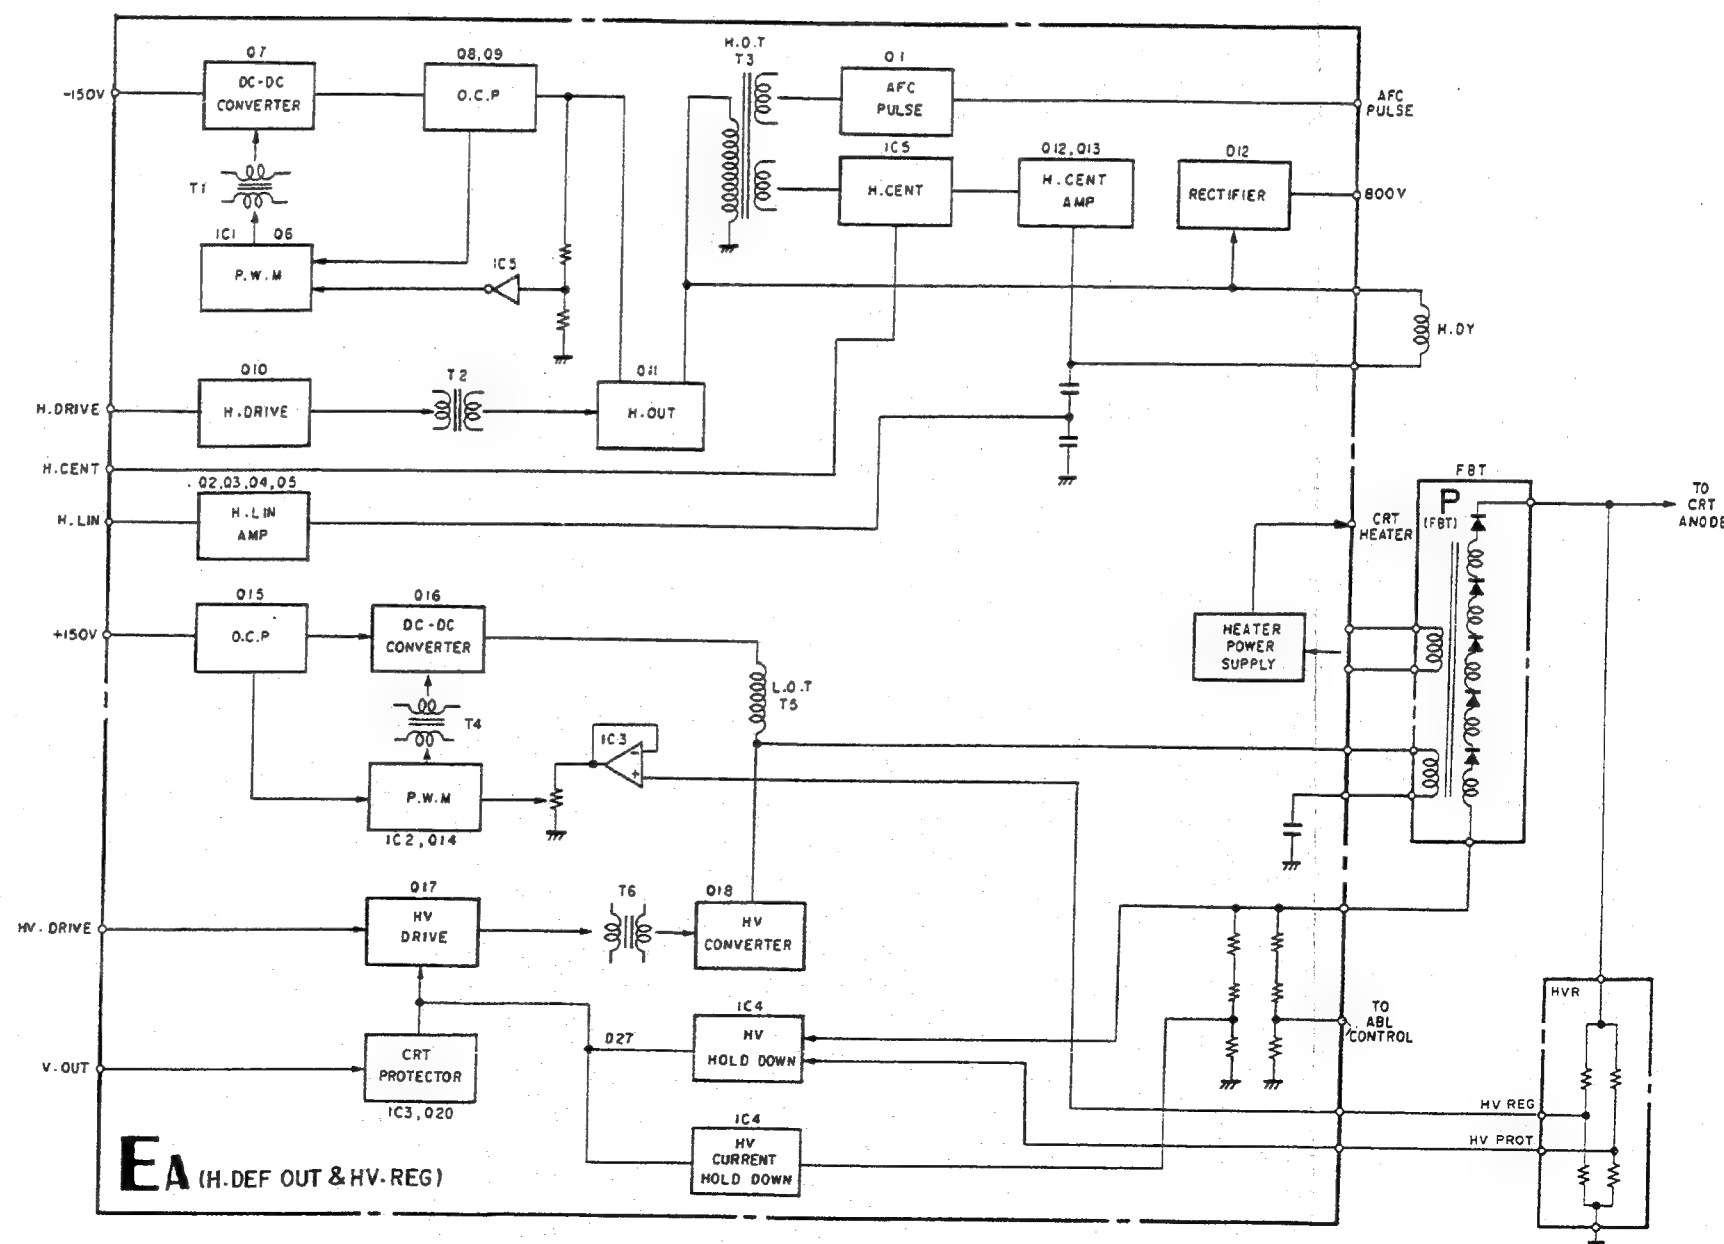 Q7
DC-DC
CONVERTER
-150V
T1
IC1 Q6
P.W.M
Q8,Q9
O.C.P
IC5
H.O.T
T3
Q1
AFC
PULSE
AFC
PULSE
IC5
H.CENT
Q12,Q13
H.CENT
AMP
D12
RECTIFIER
800V
H.DY
H.DRIVE
Q10
H.DRIVE
T2
Q11
H.OUT
H.CENT
Q2,Q3,Q4,Q5
H.LIN
H.LIN
AMP
FBT
P
(FBT)
TO
CRT
ANODE
CRT
HEATER
HEATER
POWER
SUPPLY
+150V
Q15
O.C.P
Q16
DC-DC
CONVERTER
L.O.T
T5
T4
IC3
-
+
P.W.M
IC2,Q14
HV.DRIVE
Q17
HV
DRIVE
T6
Q18
HV
CONVERTER
V.OUT
CRT
PROTECTOR
IC3,Q20
D27
IC4
HV
HOLD DOWN
IC4
HV
CURRENT
HOLD DOWN
TO
ABL
CONTROL
HVR
HV REG
HV PROT
EA (H.DEF OUT & HV.REG)